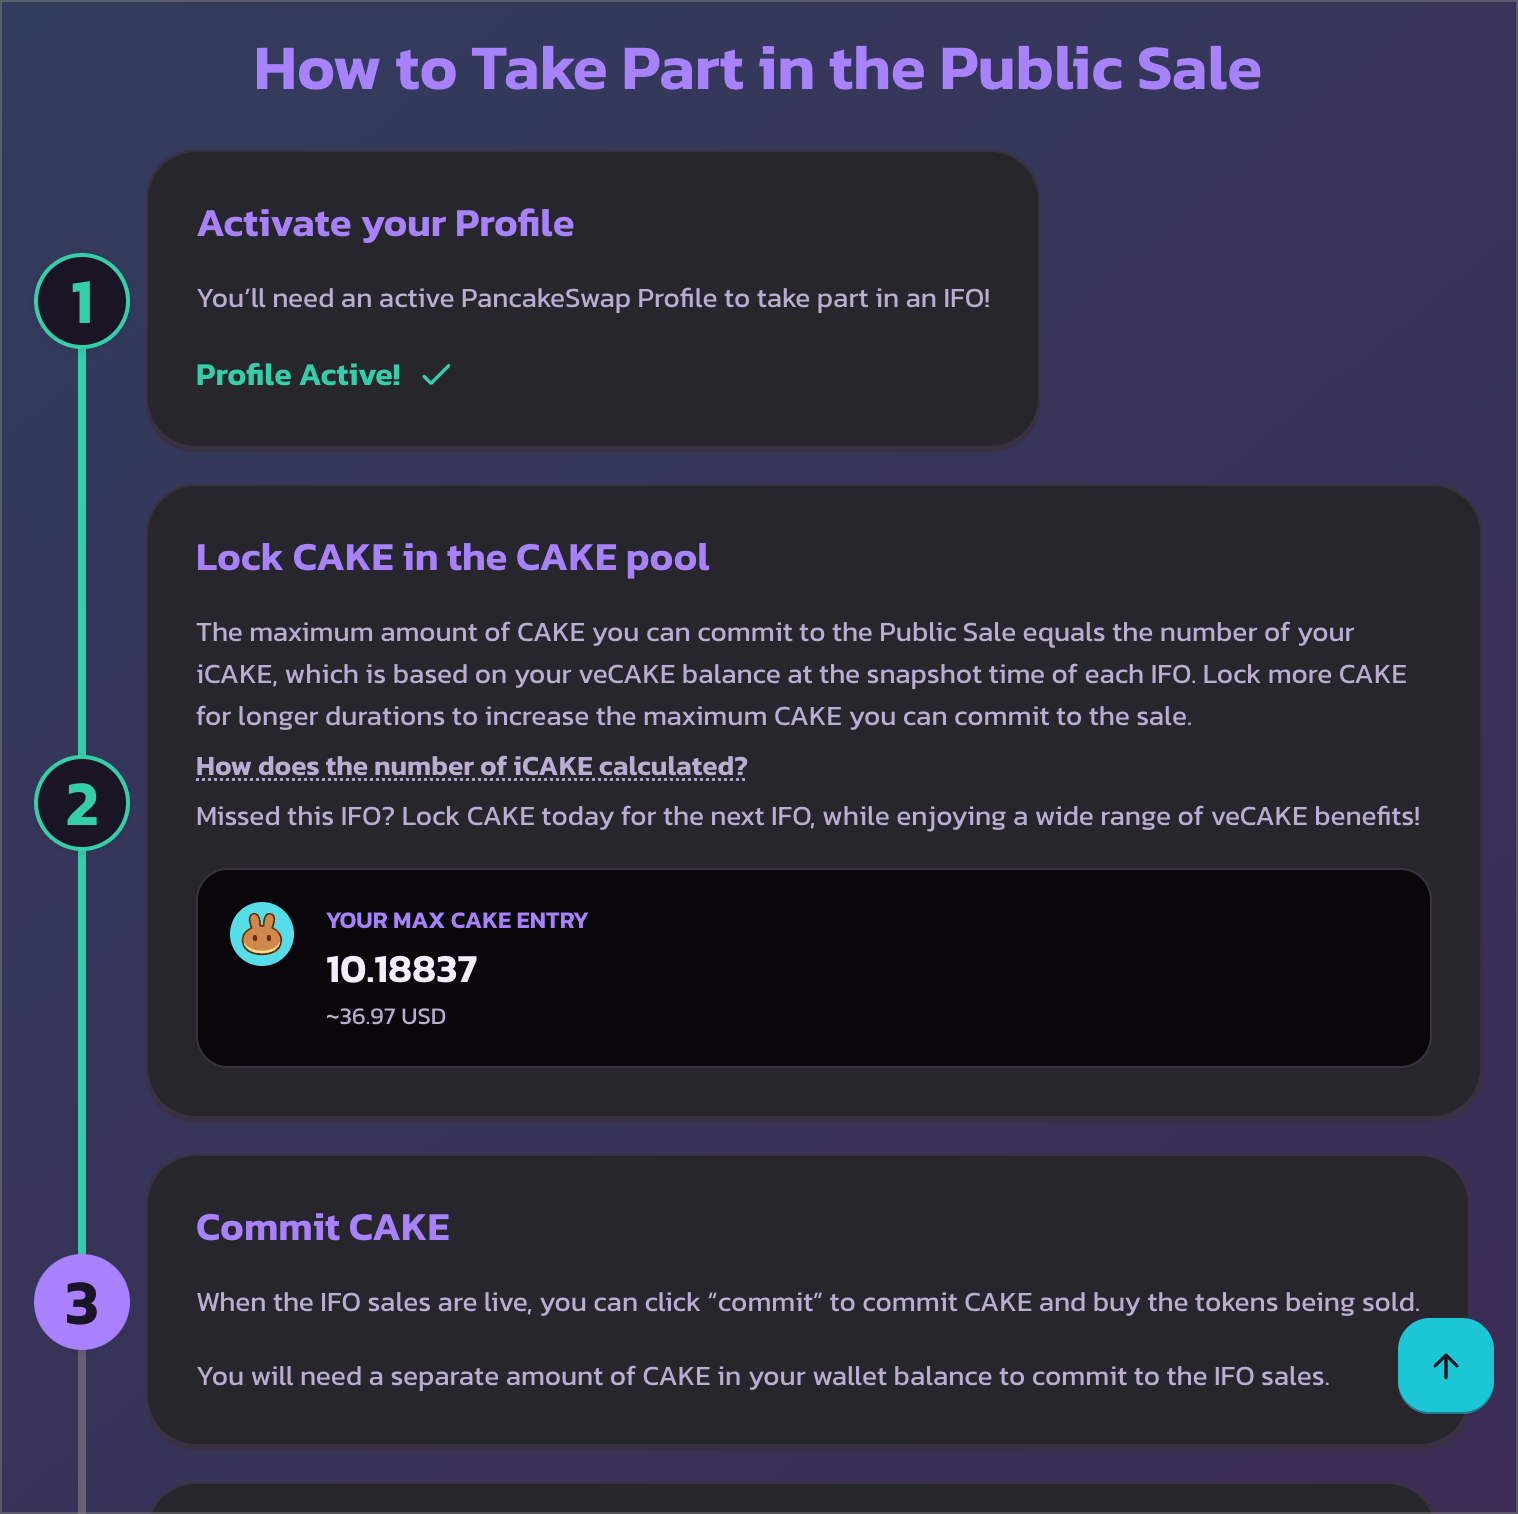 How to Take Part in the Public Sale
1
Activate your Profile
You’ll need an active PancakeSwap Profile to take part in an IFO!
Profile Active!
2
Lock CAKE in the CAKE pool
The maximum amount of CAKE you can commit to the Public Sale equals the number of your
iCAKE, which is based on your veCAKE balance at the snapshot time of each IFO. Lock more CAKE
for longer durations to increase the maximum CAKE you can commit to the sale.
How does the number of iCAKE calculated?
Missed this IFO? Lock CAKE today for the next IFO, while enjoying a wide range of veCAKE benefits!
YOUR MAX CAKE ENTRY
10.18837
~36.97 USD
3
Commit CAKE
When the IFO sales are live, you can click “commit” to commit CAKE and buy the tokens being sold.
You will need a separate amount of CAKE in your wallet balance to commit to the IFO sales.